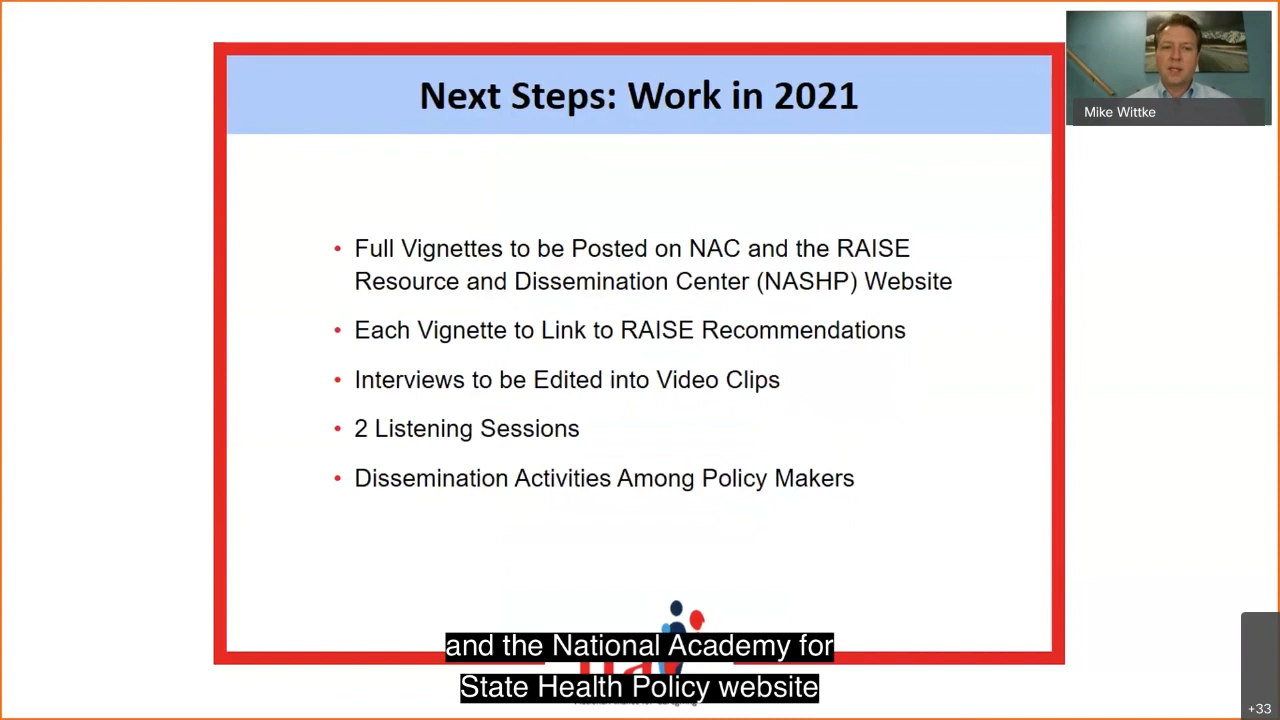 Next Steps: Work in 2021
Mike Wittke
• Full Vignettes to be Posted on NAC and the RAISE
Resource and Dissemination Center (NASHP) Website
• Each Vignette to Link to RAISE Recommendations
• Interviews to be Edited into Video Clips
• 2 Listening Sessions
• Dissemination Activities Among Policy Makers
and the National Academy for
State Health Policy website
+33